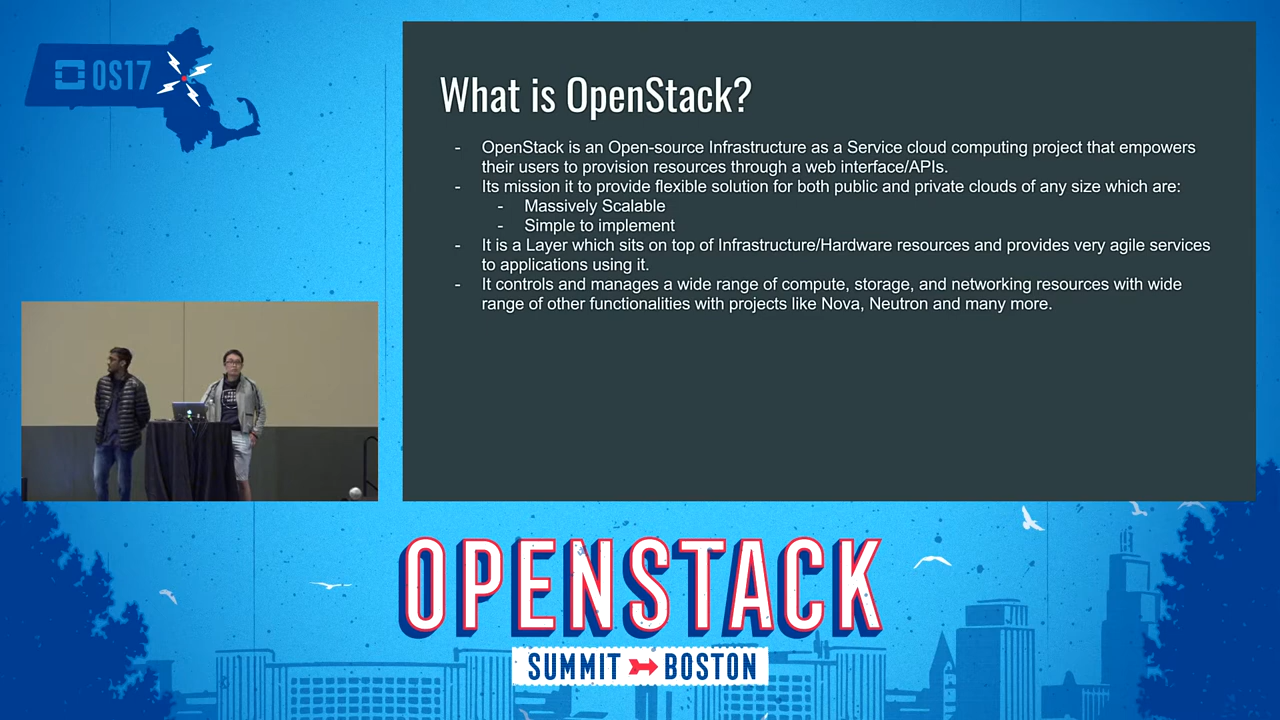 OS17
What is OpenStack?
- OpenStack is an Open-source Infrastructure as a Service cloud computing project that empowers
their users to provision resources through a web interface/APIs.
- Its mission it to provide flexible solution for both public and private clouds of any size which are:
- Massively Scalable
- Simple to implement
- It is a Layer which sits on top of Infrastructure/Hardware resources and provides very agile services
to applications using it.
- It controls and manages a wide range of compute, storage, and networking resources with wide
range of other functionalities with projects like Nova, Neutron and many more.
OPENSTACK
SUMMIT BOSTON